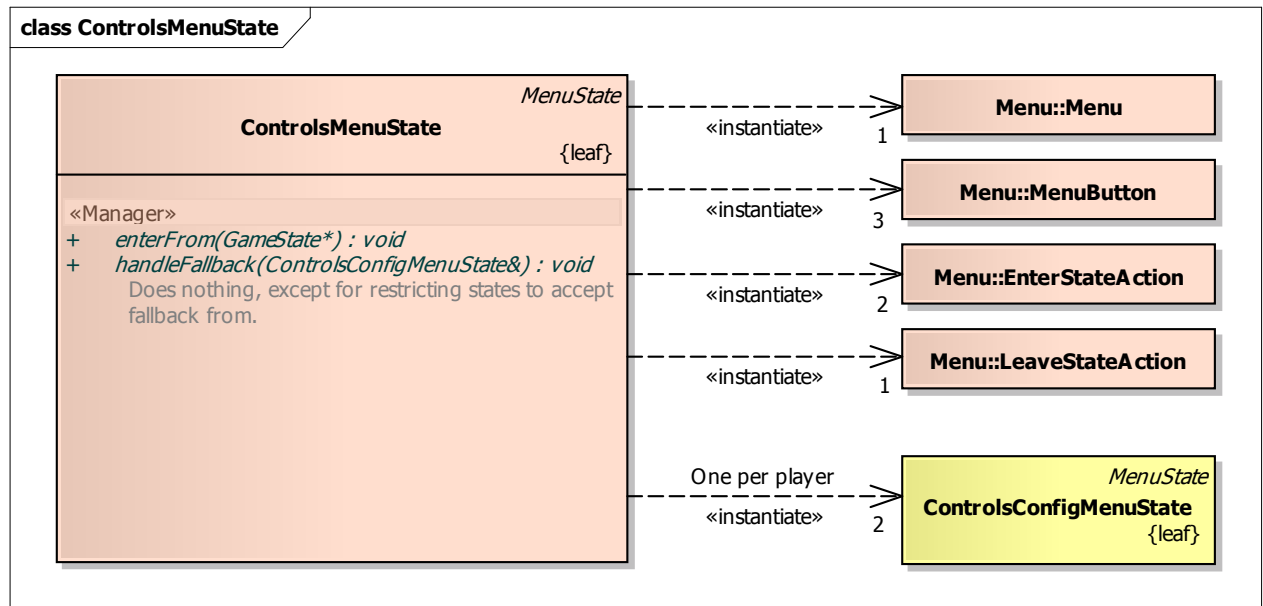 class ControlsMenuState
MenuState
ControlsMenuState
{leaf}
«Manager»
+ enterFrom(GameState*) : void
+ handleFallback(ControlsConfigMenuState&) : void
Does nothing, except for restricting states to accept
fallback from.
«instantiate»
1
Menu::Menu
«instantiate»
3
Menu::MenuButton
«instantiate»
2
Menu::EnterStateAction
«instantiate»
1
Menu::LeaveStateAction
One per player
«instantiate»
2
MenuState
ControlsConfigMenuState
{leaf}